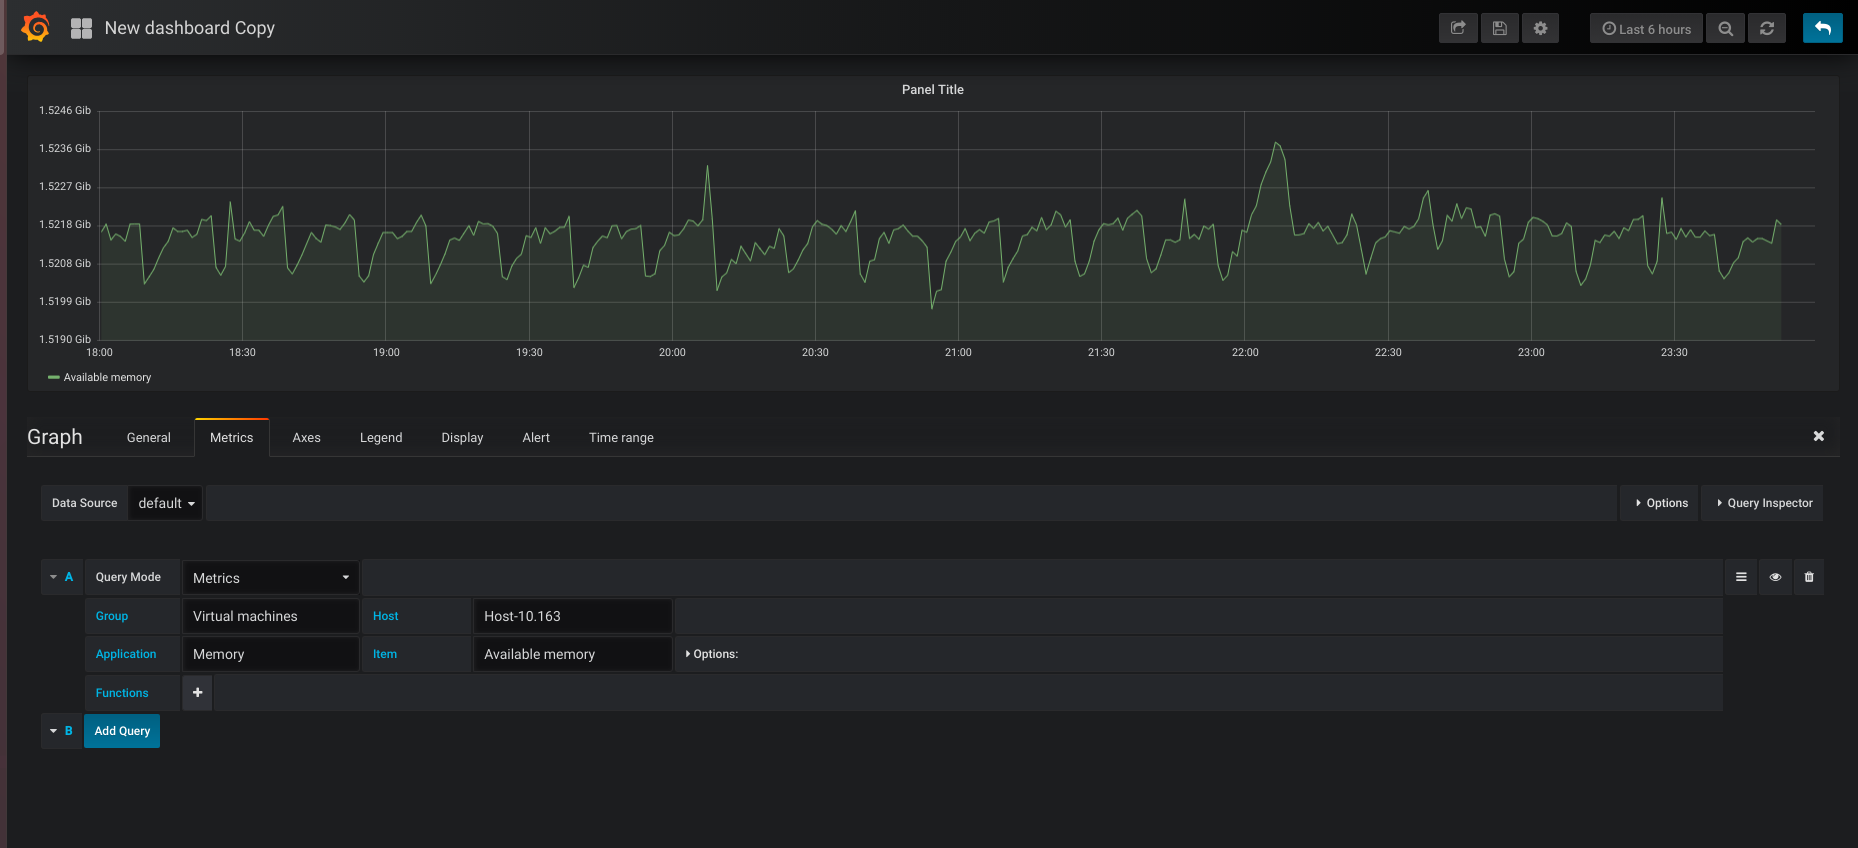 New dashboard Copy
Last 6 hours
Panel Title
1.5246 Gib
1.5236 Gib
1.5227 Gib
1.5218 Gib
1.5208 Gib
1.5199 Gib
1.5190 Gib
18:00 18:30 19:00 19:30 20:00 20:30 21:00 21:30 22:00 22:30 23:00 23:30
Available memory
Graph General Metrics Axes Legend Display Alert Time range
Data Source default Options Query Inspector
A Query Mode Metrics
Group Virtual machines Host Host-10.163
Application Memory Item Available memory Options:
Functions
B Add Query